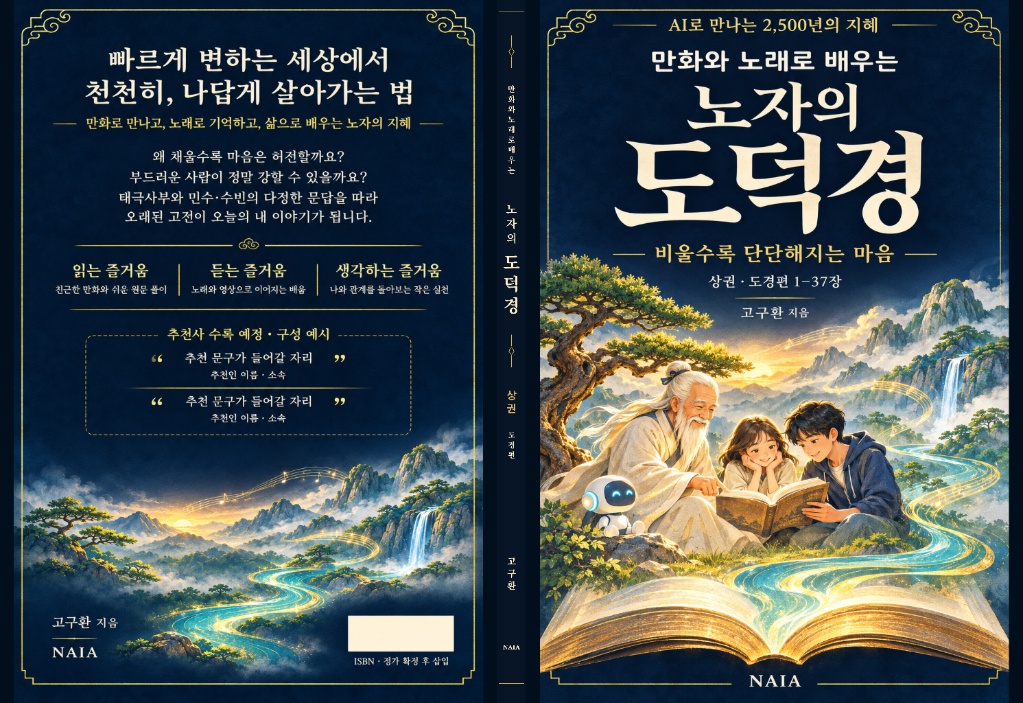 빠르게 변하는 세상에서
천천히, 나답게 살아가는 법
만화로 만나고, 노래로 기억하고, 삶으로 배우는 노자의 지혜
왜 채울수록 마음은 허전할까요?
부드러운 사람이 정말 강할 수 있을까요?
태극사부와 민수·수빈의 다정한 문답을 따라
오래된 고전이 오늘의 내 이야기가 됩니다.
읽는 즐거움
친근한 만화와 쉬운 원문 풀이
듣는 즐거움
노래와 영상으로 이어지는 배움
생각하는 즐거움
나와 관계를 돌아보는 작은 실천
추천사 수록 예정 · 구성 예시
“ 추천 문구가 들어갈 자리 ”
추천인 이름 · 소속
“ 추천 문구가 들어갈 자리 ”
추천인 이름 · 소속
고구환 지음
NAIA
ISBN · 정가 확정 후 삽입
만화와 노래로 배우는
노자의
도덕경
상권
도경편
고구환
NAIA
AI로 만나는 2,500년의 지혜
만화와 노래로 배우는
노자의
도덕경
비울수록 단단해지는 마음
상권 · 도경편 1–37장
고구환 지음
NAIA